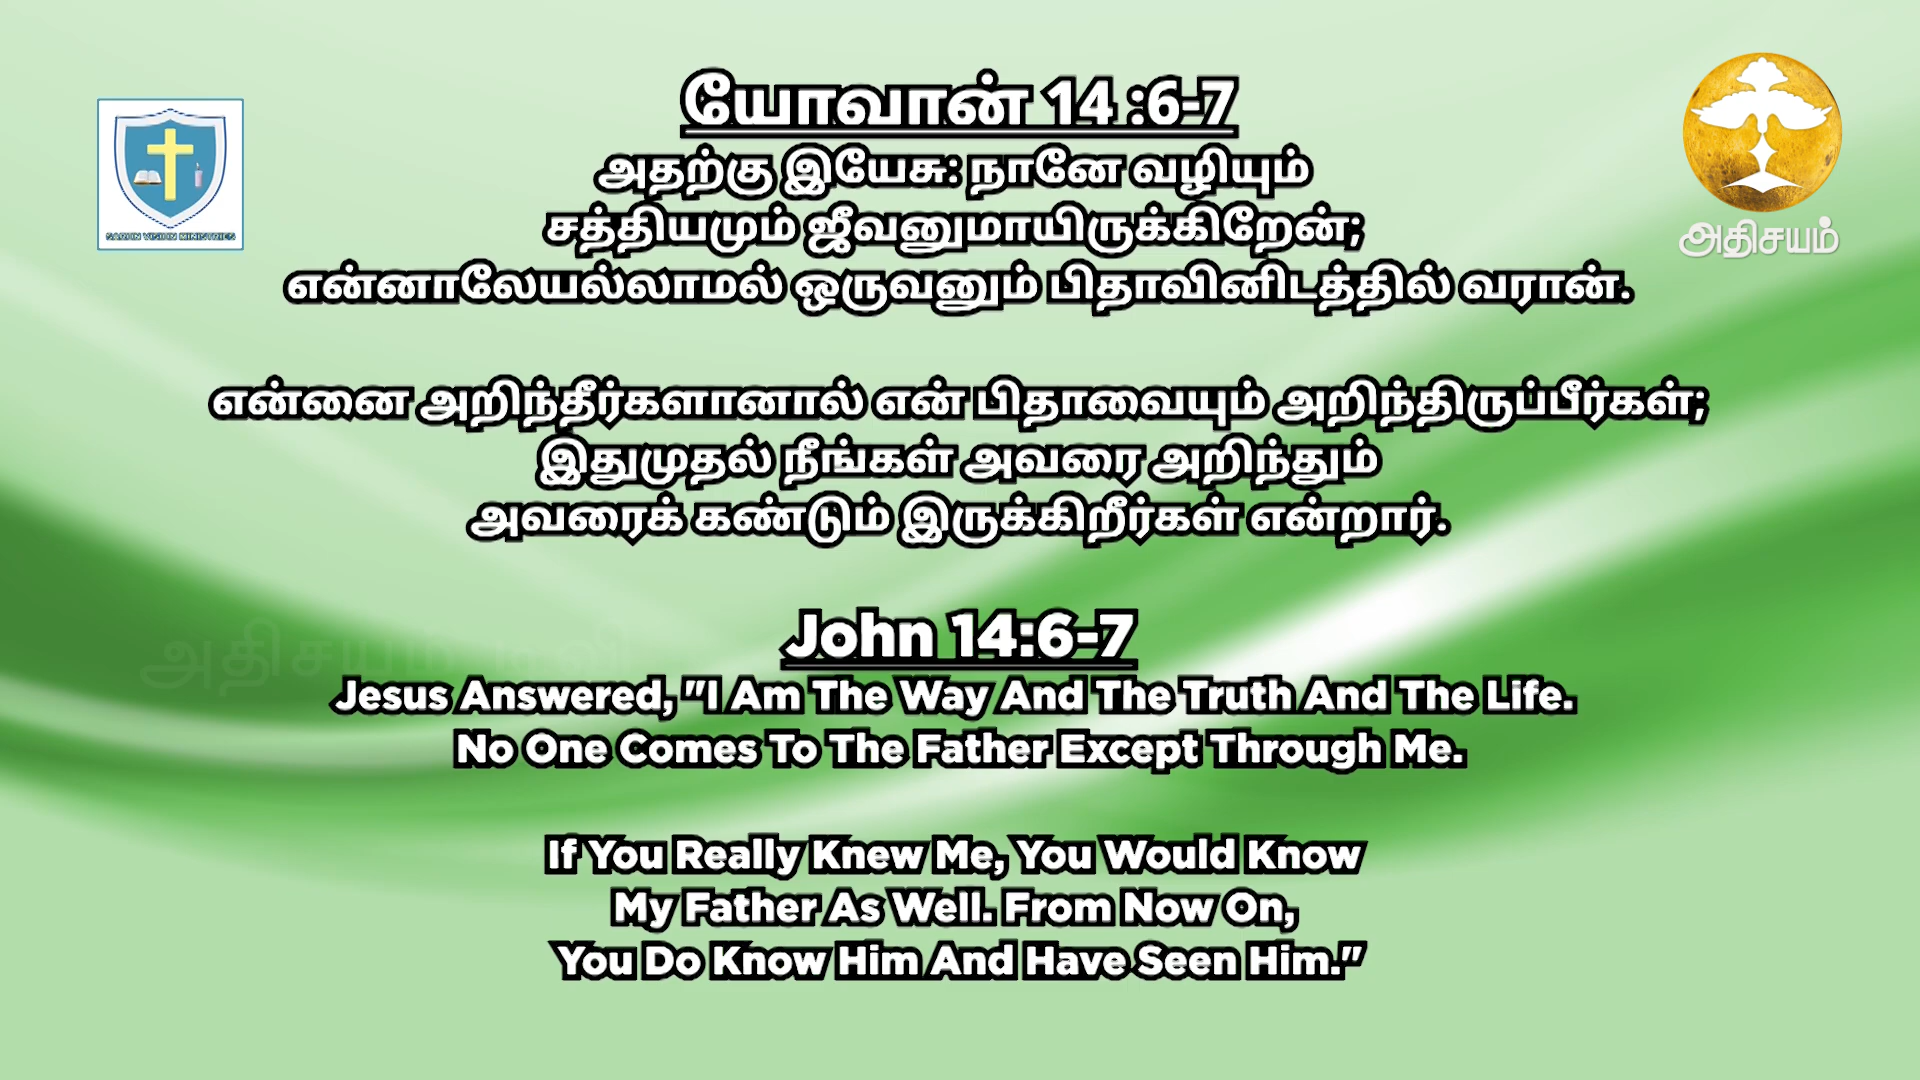 யோவான் 14 :6-7
அதற்கு இயேசு: நானே வழியும்
சத்தியமும் ஜீவனுமாயிருக்கிறேன்;
என்னாலேயல்லாமல் ஒருவனும் பிதாவினிடத்தில் வரான்.
என்னை அறிந்தீர்களானால் என் பிதாவையும் அறிந்திருப்பீர்கள்;
இதுமுதல் நீங்கள் அவரை அறிந்தும்
அவரைக் கண்டும் இருக்கிறீர்கள் என்றார்.
John 14:6-7
Jesus Answered, "I Am The Way And The Truth And The Life.
No One Comes To The Father Except Through Me.
If You Really Knew Me, You Would Know
My Father As Well. From Now On,
You Do Know Him And Have Seen Him."
VISION MINISTRIES
அதிசயம்
அதிசயம் டிவி